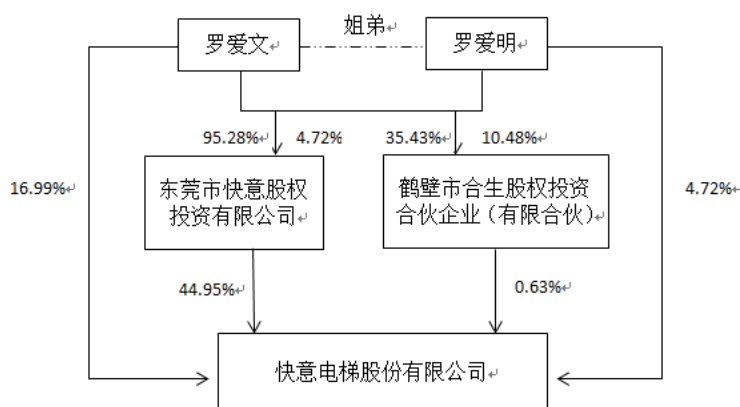 姐弟
罗爱文
罗爱明
95.28%
4.72%
35.43%
10.48%
16.99%
东莞市快意股权
投资有限公司
鹤壁市合生股权投资
合伙企业（有限合伙）
4.72%
44.95%
0.63%
快意电梯股份有限公司